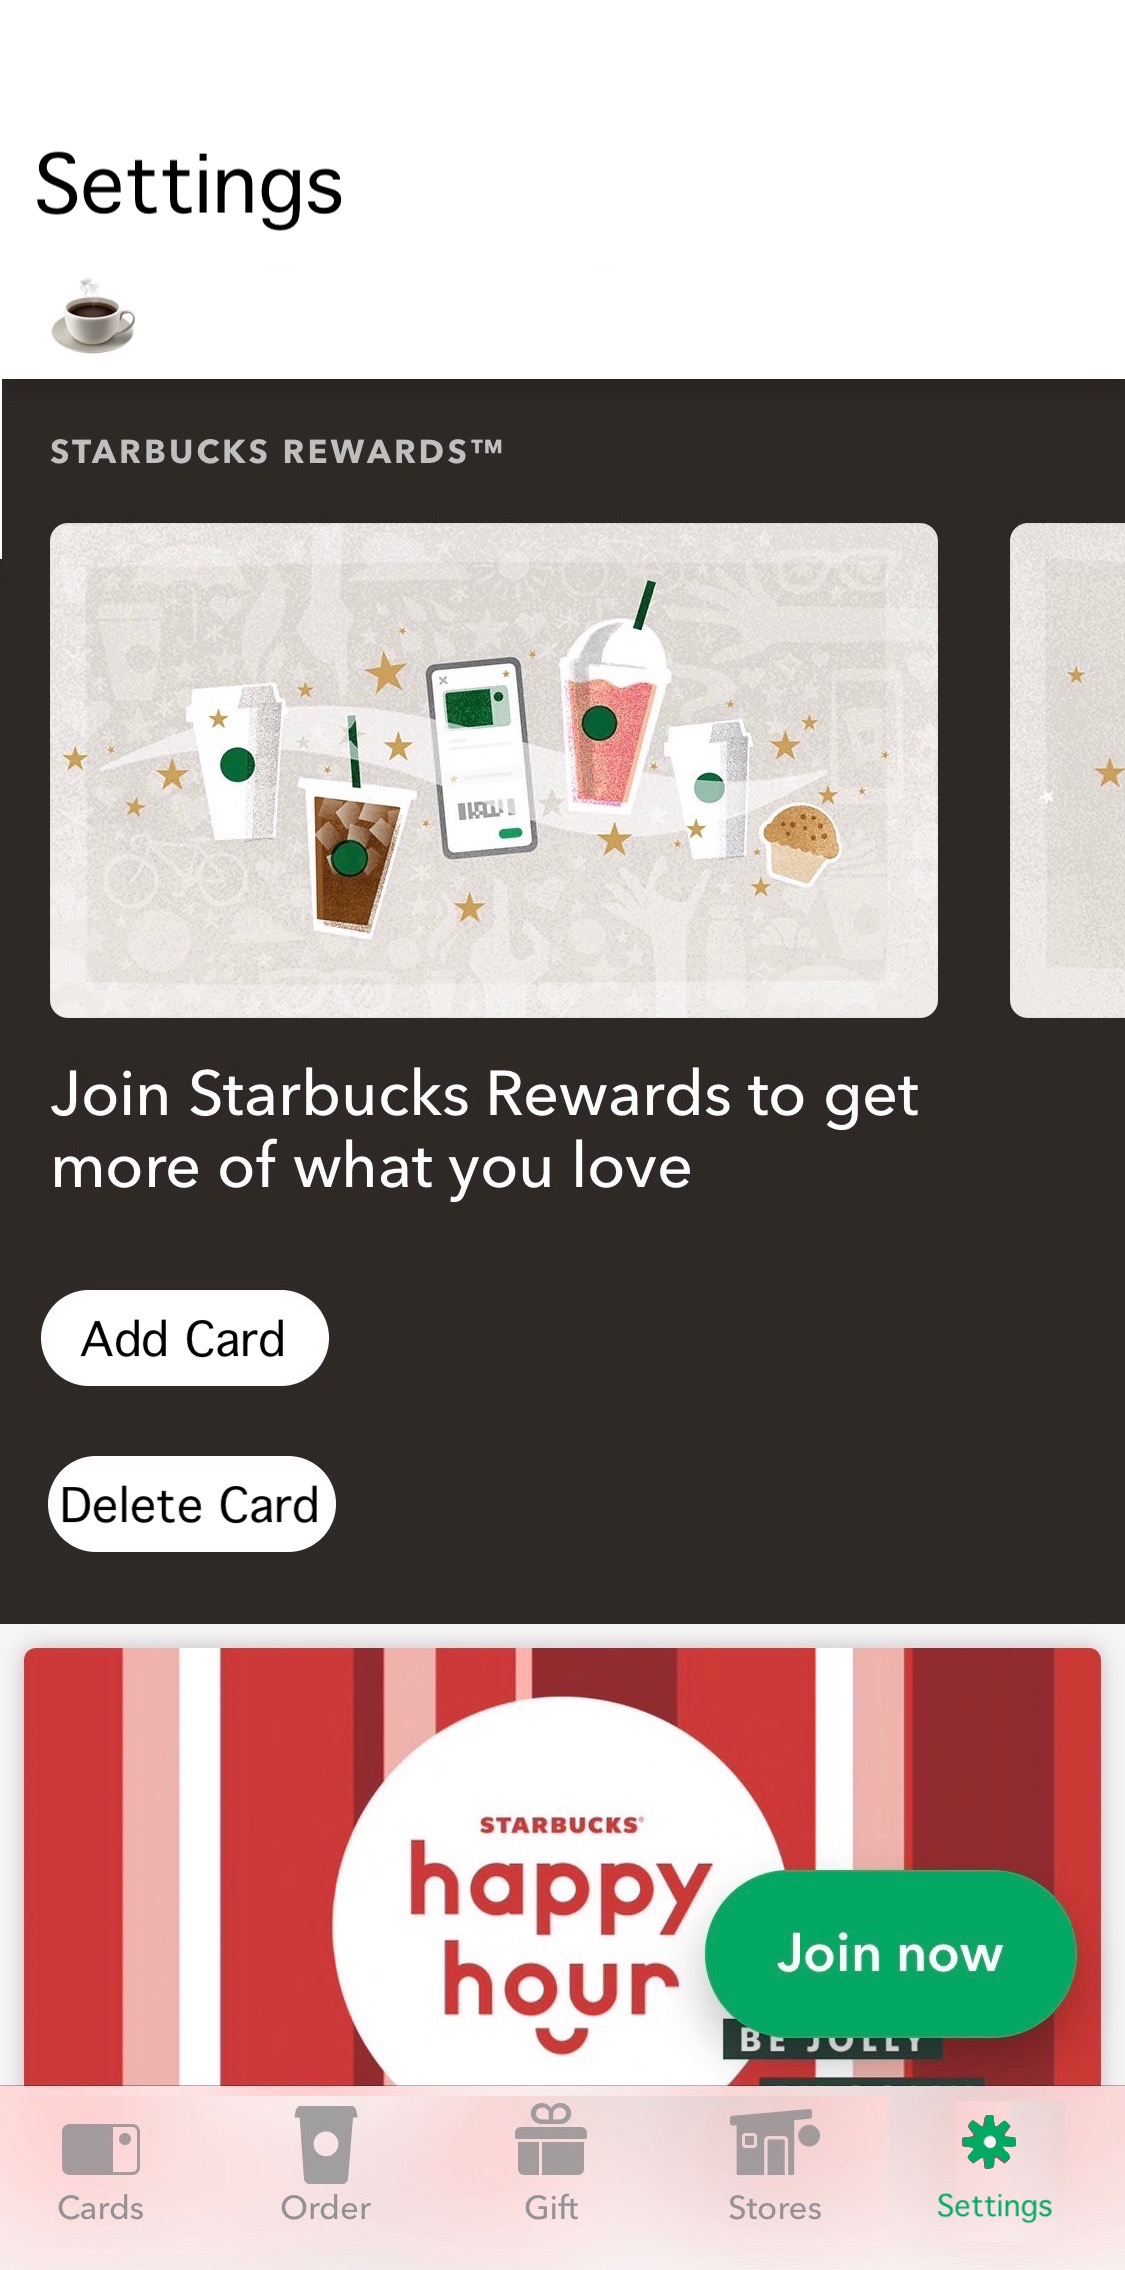 Settings
STARBUCKS REWARDS™
Join Starbucks Rewards to get
more of what you love
Add Card
Delete Card
STARBUCKS®
happy
hour
Join now
BE JOLLY
Cards
Order
Gift
Stores
Settings